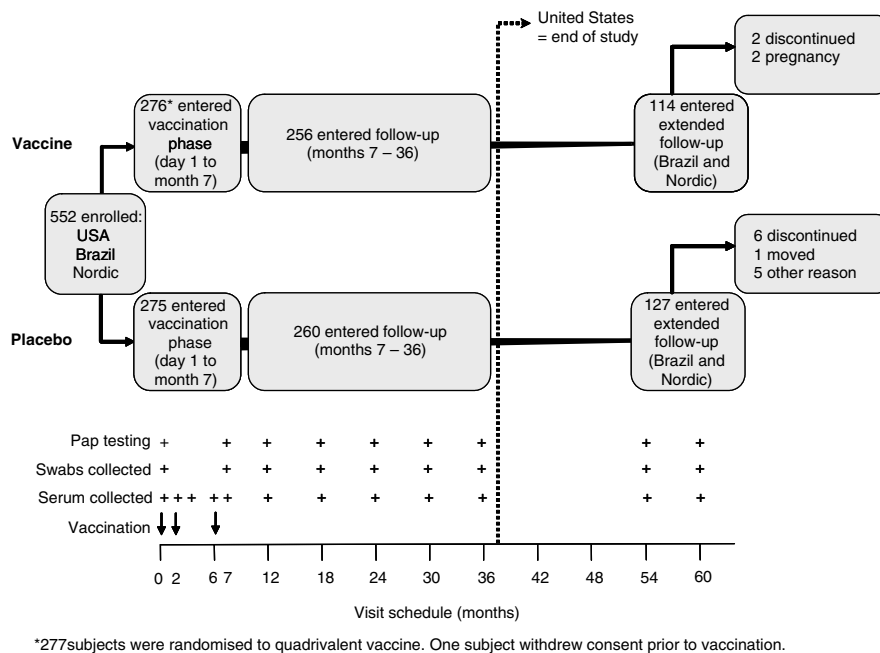 United States
= end of study
2 discontinued
2 pregnancy
Vaccine
276* entered
vaccination
phase
(day 1 to
month 7)
256 entered follow-up
(months 7 – 36)
114 entered
extended
follow-up
(Brazil and
Nordic)
552 enrolled:
USA
Brazil
Nordic
6 discontinued
1 moved
5 other reason
Placebo
275 entered
vaccination
phase
(day 1 to
month 7)
260 entered follow-up
(months 7 – 36)
127 entered
extended
follow-up
(Brazil and
Nordic)
Pap testing + + + + + + + + +
Swabs collected + + + + + + + + +
Serum collected + + + + + + + + + + + +
Vaccination
0 2 6 7 12 18 24 30 36 42 48 54 60
Visit schedule (months)
*277subjects were randomised to quadrivalent vaccine. One subject withdrew consent prior to vaccination.